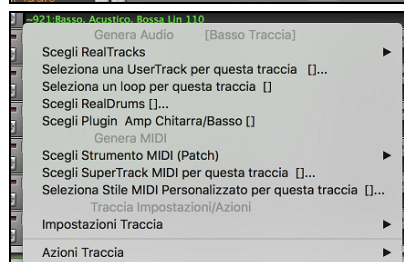 ~921:Basso, Acustico, Bossa Lin 110
Genera Audio [Basso Traccia]
Scegli RealTracks
Seleziona una UserTrack per questa traccia []...
Seleziona un loop per questa traccia []
Scegli RealDrums []...
Scegli Plugin Amp Chitarra/Basso []
Genera MIDI
Scegli Strumento MIDI (Patch)
Scegli SuperTrack MIDI per questa traccia []...
Seleziona Stile MIDI Personalizzato per questa traccia []...
Traccia Impostazioni/Azioni
Impostazioni Traccia
Azioni Traccia